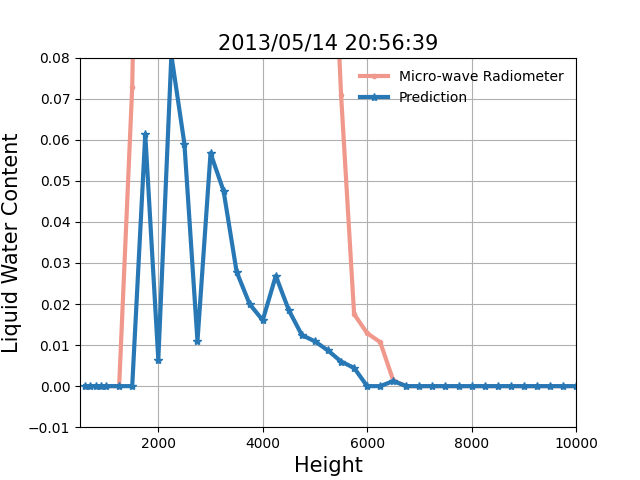 2013/05/14 20:56:39
Micro-wave Radiometer
Prediction
Liquid Water Content
0.08
0.07
0.06
0.05
0.04
0.03
0.02
0.01
0.00
−0.01
2000 4000 6000 8000 10000
Height